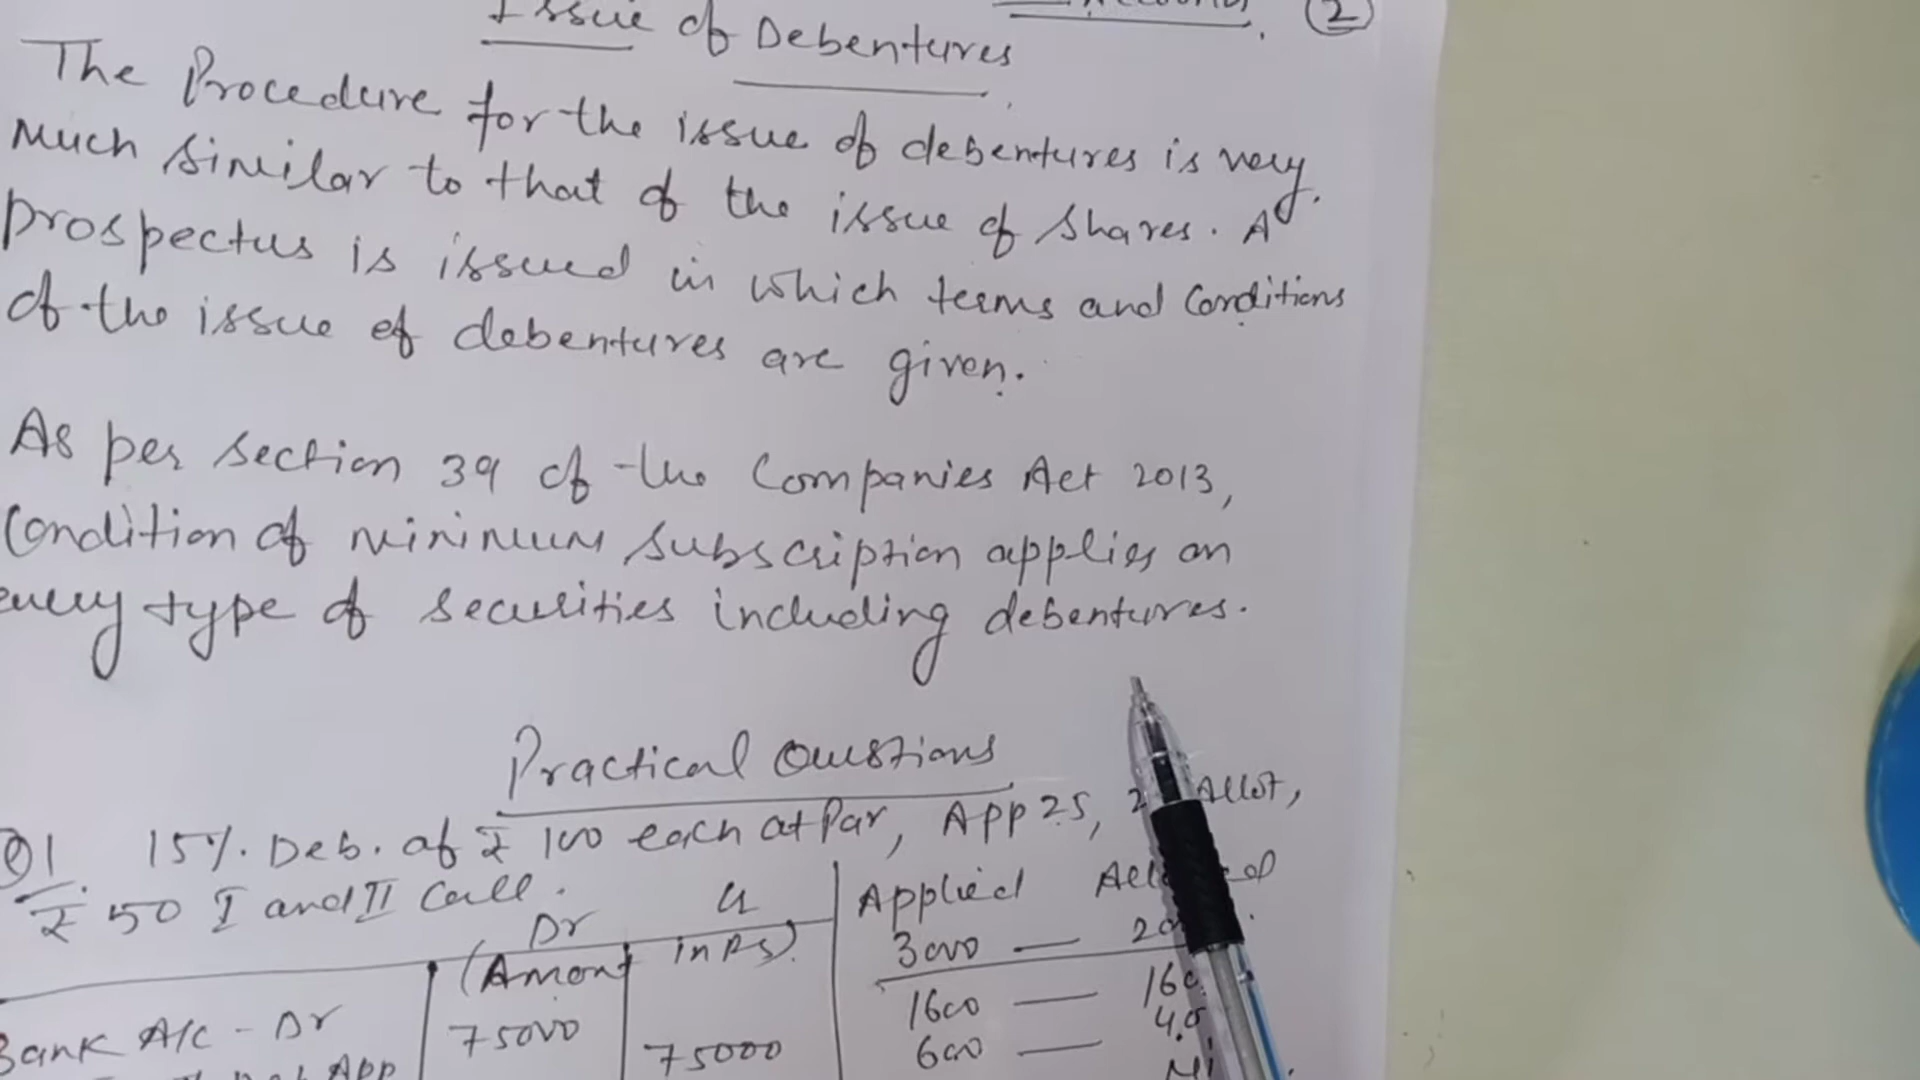 Issue of Debentures
②
The Procedure for the issue of debentures is very
Much similar to that of the issue of shares. A
prospectus is issued in which terms and Conditions
of the issue of debentures are given.
As per section 39 of the Companies Act 2013,
Condition of minimum subscription applies on
every type of securities including debentures.
Practical Questions
Q1 15% Deb. of ₹ 100 each at Par, App 25, Allot,
₹ 50 I and II Call.
Dr
(Amont in Rs).
Applied
3000
1600
600
Nil
Bank A/c - Dr 75000
App 75000